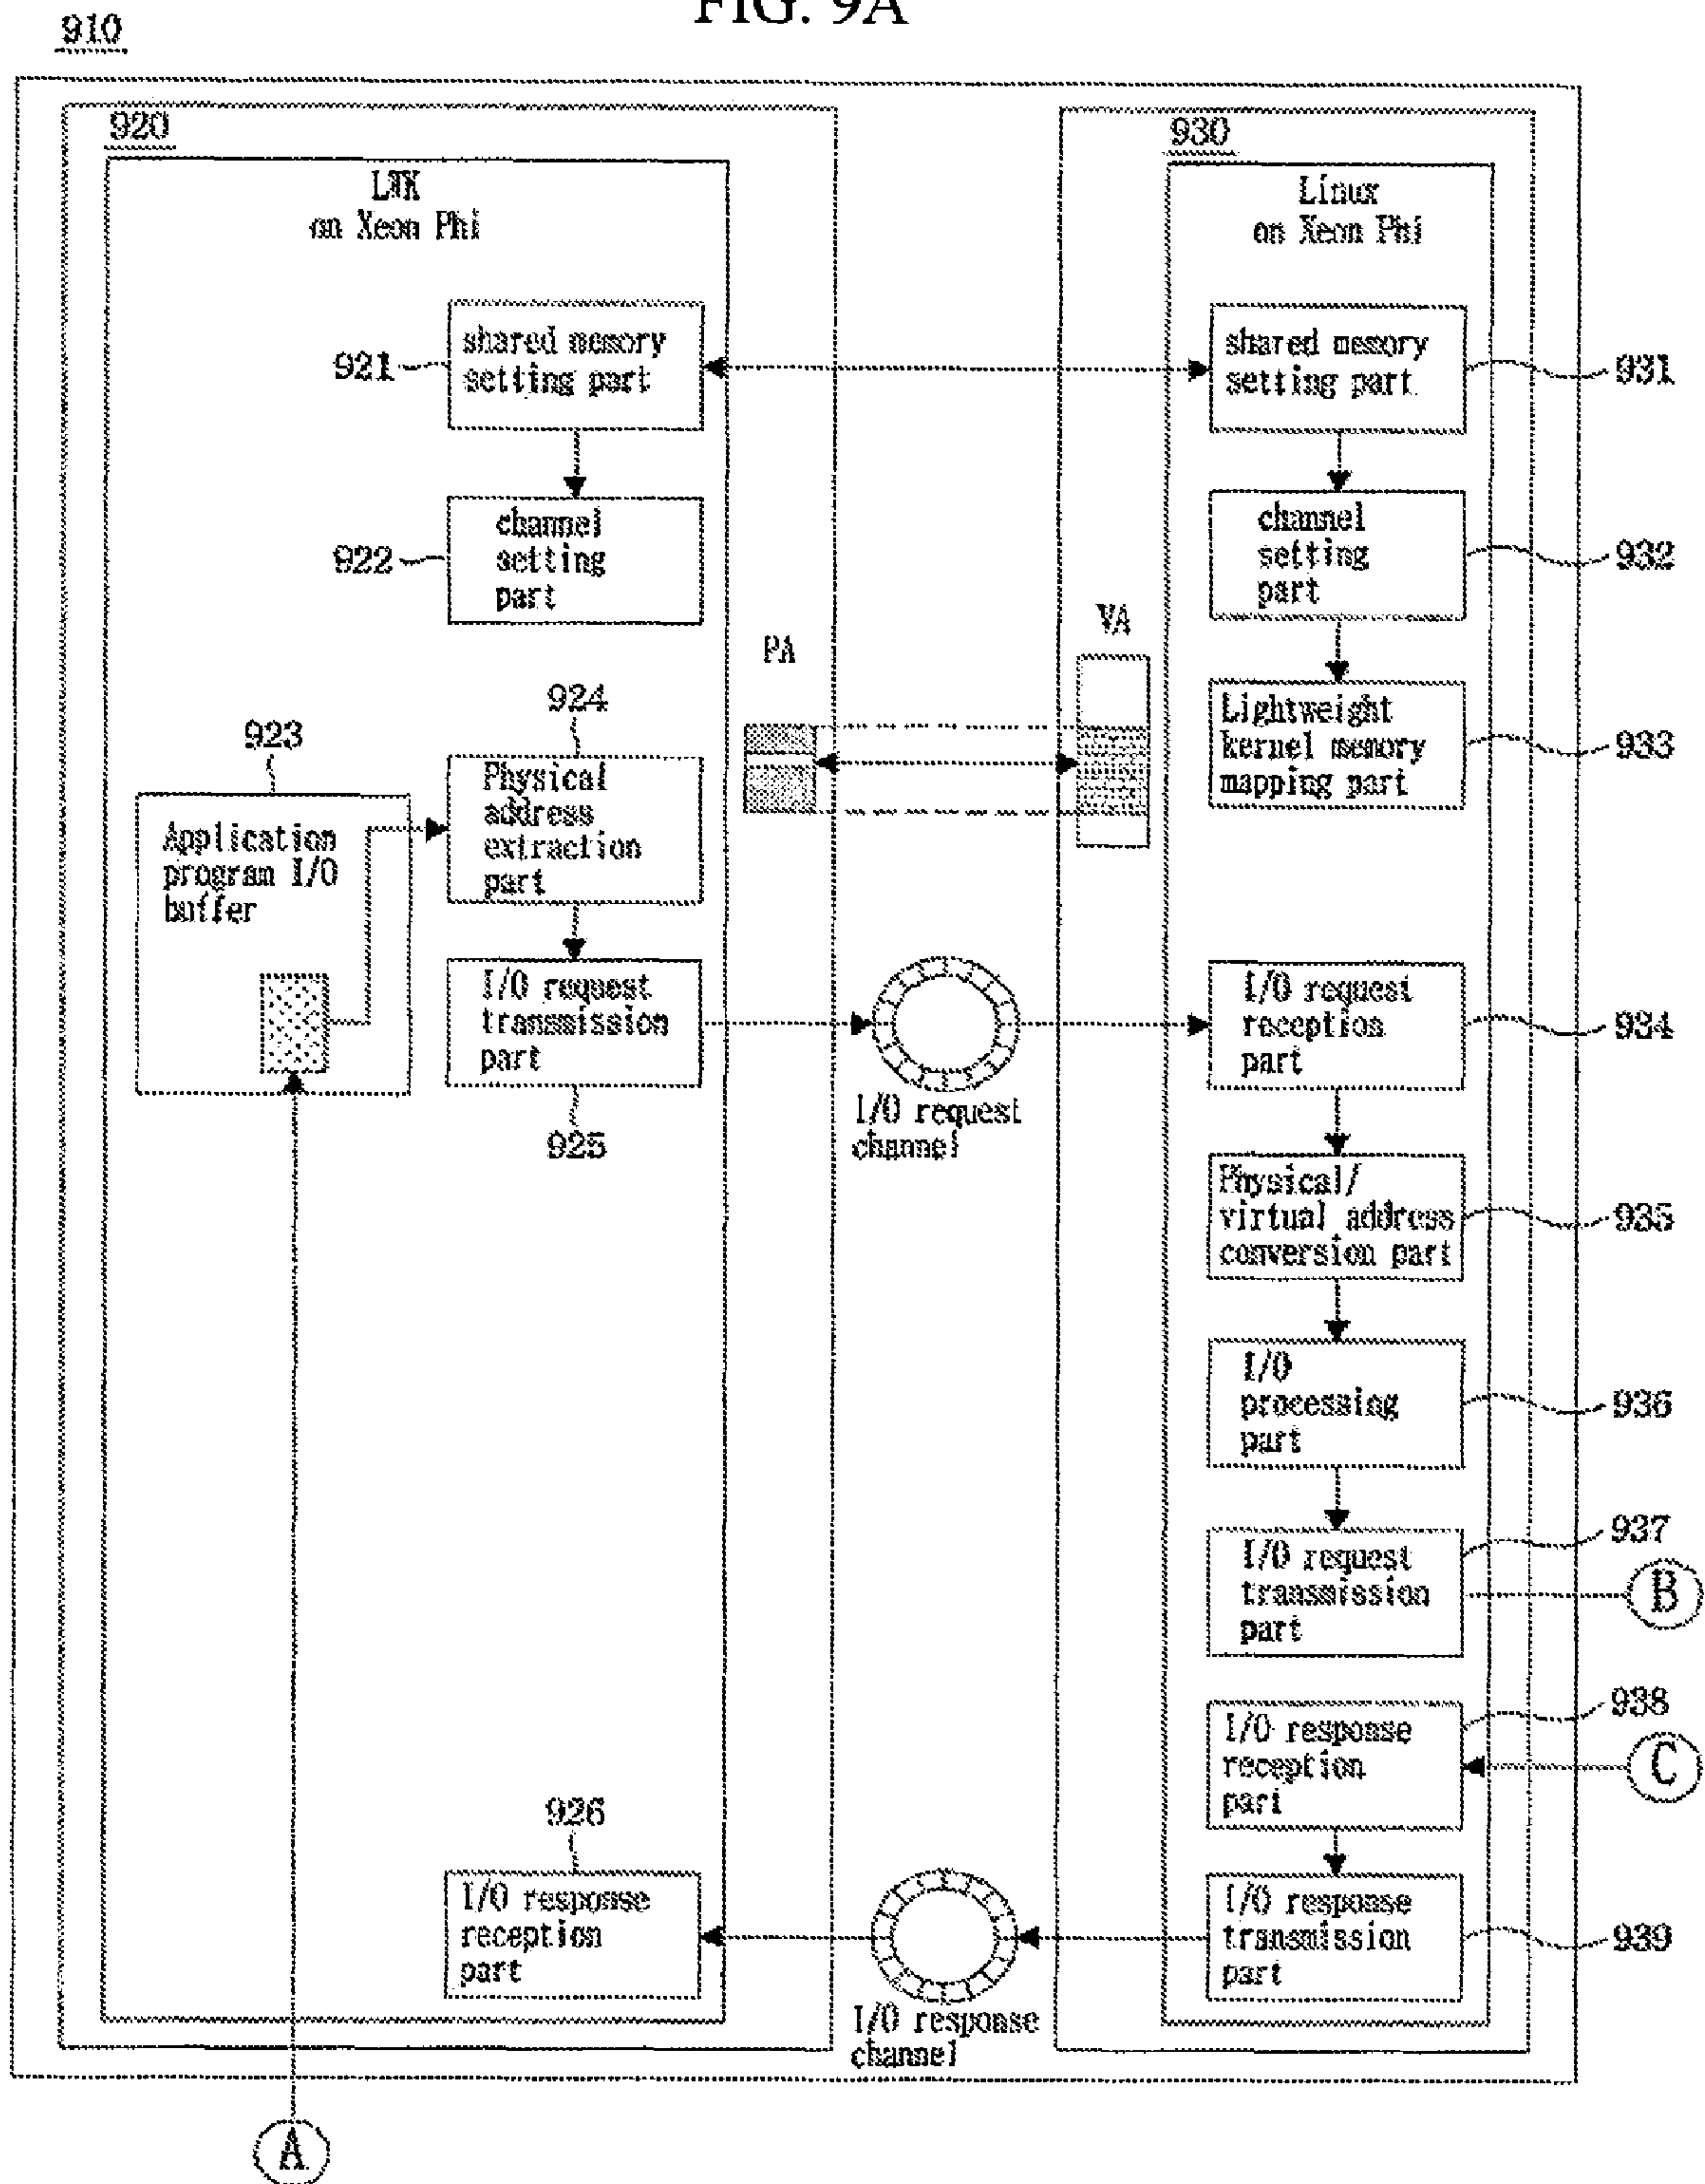 FIG. 9A
910
920
LWK
on Xeon Phi
930
Linux
on Xeon Phi
921
shared memory
setting part
shared memory
setting part
931
922
channel
setting
part
channel
setting
part
932
PA
VA
923
924
Application
program I/O
buffer
Physical
address
extraction
part
Lightweight
kernel memory
mapping part
933
I/O request
transmission
part
925
I/O request
channel
I/O request
reception
part
934
Physical/
virtual address
conversion part
935
I/O
processing
part
936
I/O request
transmission
part
937
B
I/O response
reception
part
938
C
926
I/O response
reception
part
I/O response
channel
I/O response
transmission
part
939
A